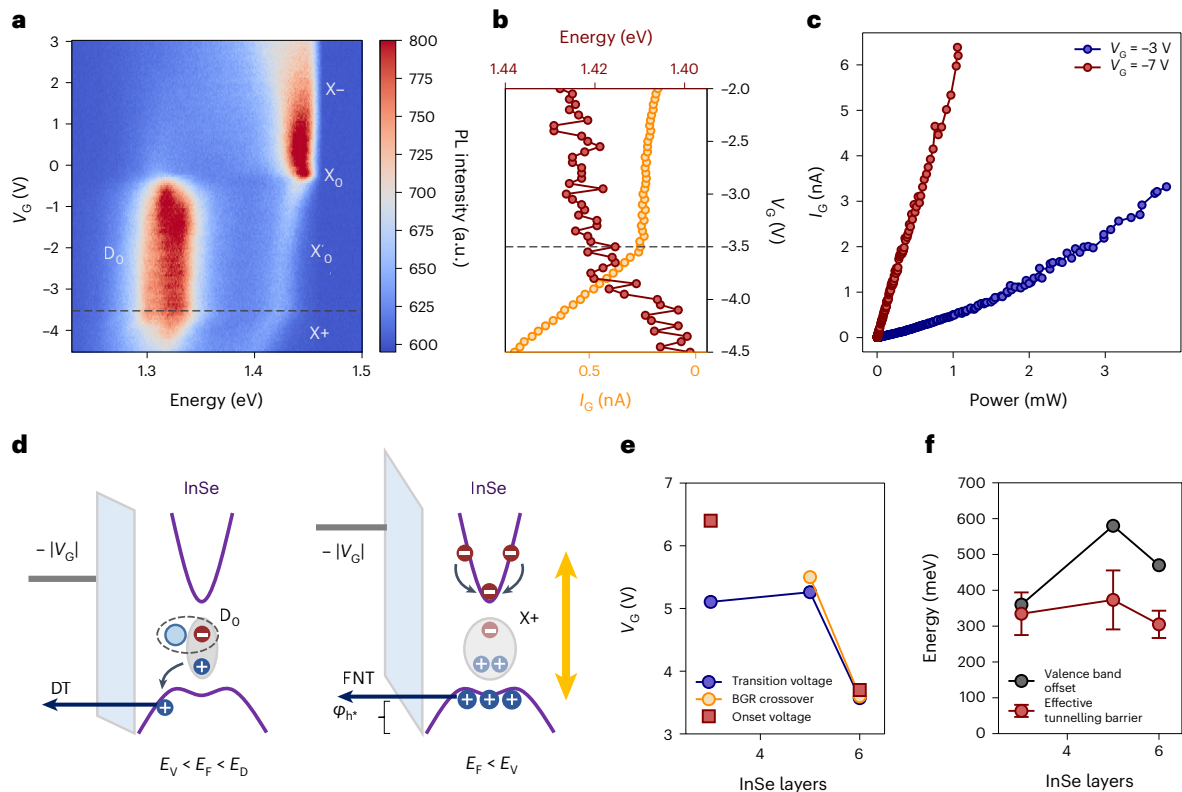 a
3
2
1
0
–1
–2
–3
–4
V_G (V)
1.3
1.4
1.5
Energy (eV)
X–
X_0
D_0
X˙_0
X+
800
775
750
725
700
675
650
625
600
PL intensity (a.u.)
b
Energy (eV)
1.44
1.42
1.40
–2.0
–2.5
–3.0
–3.5
–4.0
–4.5
V_G (V)
0.5
0
I_G (nA)
c
V_G = –3 V
V_G = –7 V
6
5
4
3
2
1
0
I_G (nA)
0
1
2
3
Power (mW)
d
InSe
– |V_G|
D_0
DT
E_V < E_F < E_D
InSe
– |V_G|
X+
FNT
φ_h*
E_F < E_V
e
7
6
5
4
3
V_G (V)
Transition voltage
BGR crossover
Onset voltage
4
6
InSe layers
f
700
600
500
400
300
200
100
0
Energy (meV)
Valence band
offset
Effective
tunnelling barrier
4
6
InSe layers